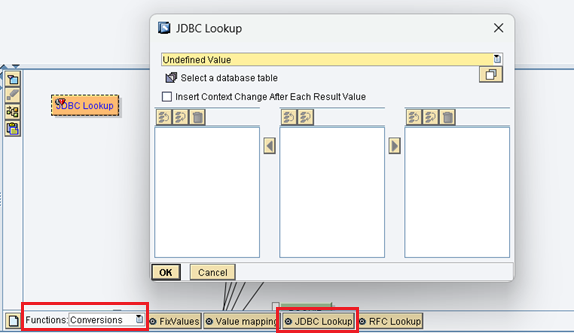 JDBC Lookup
Undefined Value
Select a database table
Insert Context Change After Each Result Value
JDBC Lookup
OK
Cancel
Functions:
Conversions
FixValues
Value mapping
JDBC Lookup
RFC Lookup